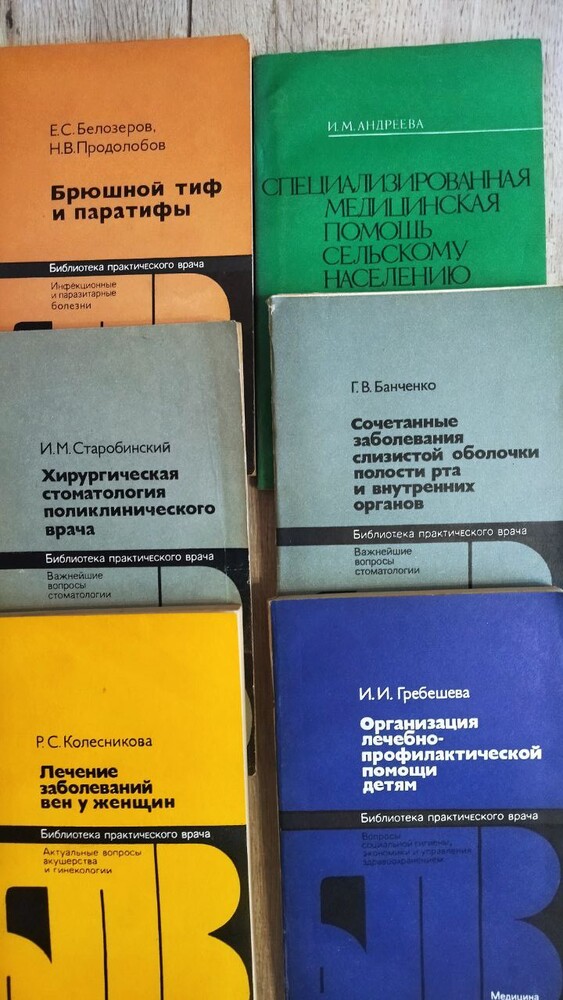 Е.С.Белозеров,
Н.В.Продолобов
Брюшной тиф
и паратифы
Библиотека практического врача
Инфекционные
и паразитарные
болезни
И.М.АНДРЕЕВА
СПЕЦИАЛИЗИРОВАННАЯ
МЕДИЦИНСКАЯ
ПОМОЩЬ
СЕЛЬСКОМУ
НАСЕЛЕНИЮ
И.М.Старобинский
Хирургическая
стоматология
поликлинического
врача
Библиотека практического врача
Важнейшие
вопросы
стоматологии
Г.В.Банченко
Сочетанные
заболевания
слизистой оболочки
полости рта
и внутренних
органов
Библиотека практического врача
Важнейшие
вопросы
стоматологии
Р.С.Колесникова
Лечение
заболеваний
вен у женщин
Библиотека практического врача
Актуальные вопросы
акушерства
и гинекологии
И.И.Гребешева
Организация
лечебно-
профилактической
помощи
детям
Библиотека практического врача
Вопросы
социальной гигиены,
экономики и управления
здравоохранением
Медицина